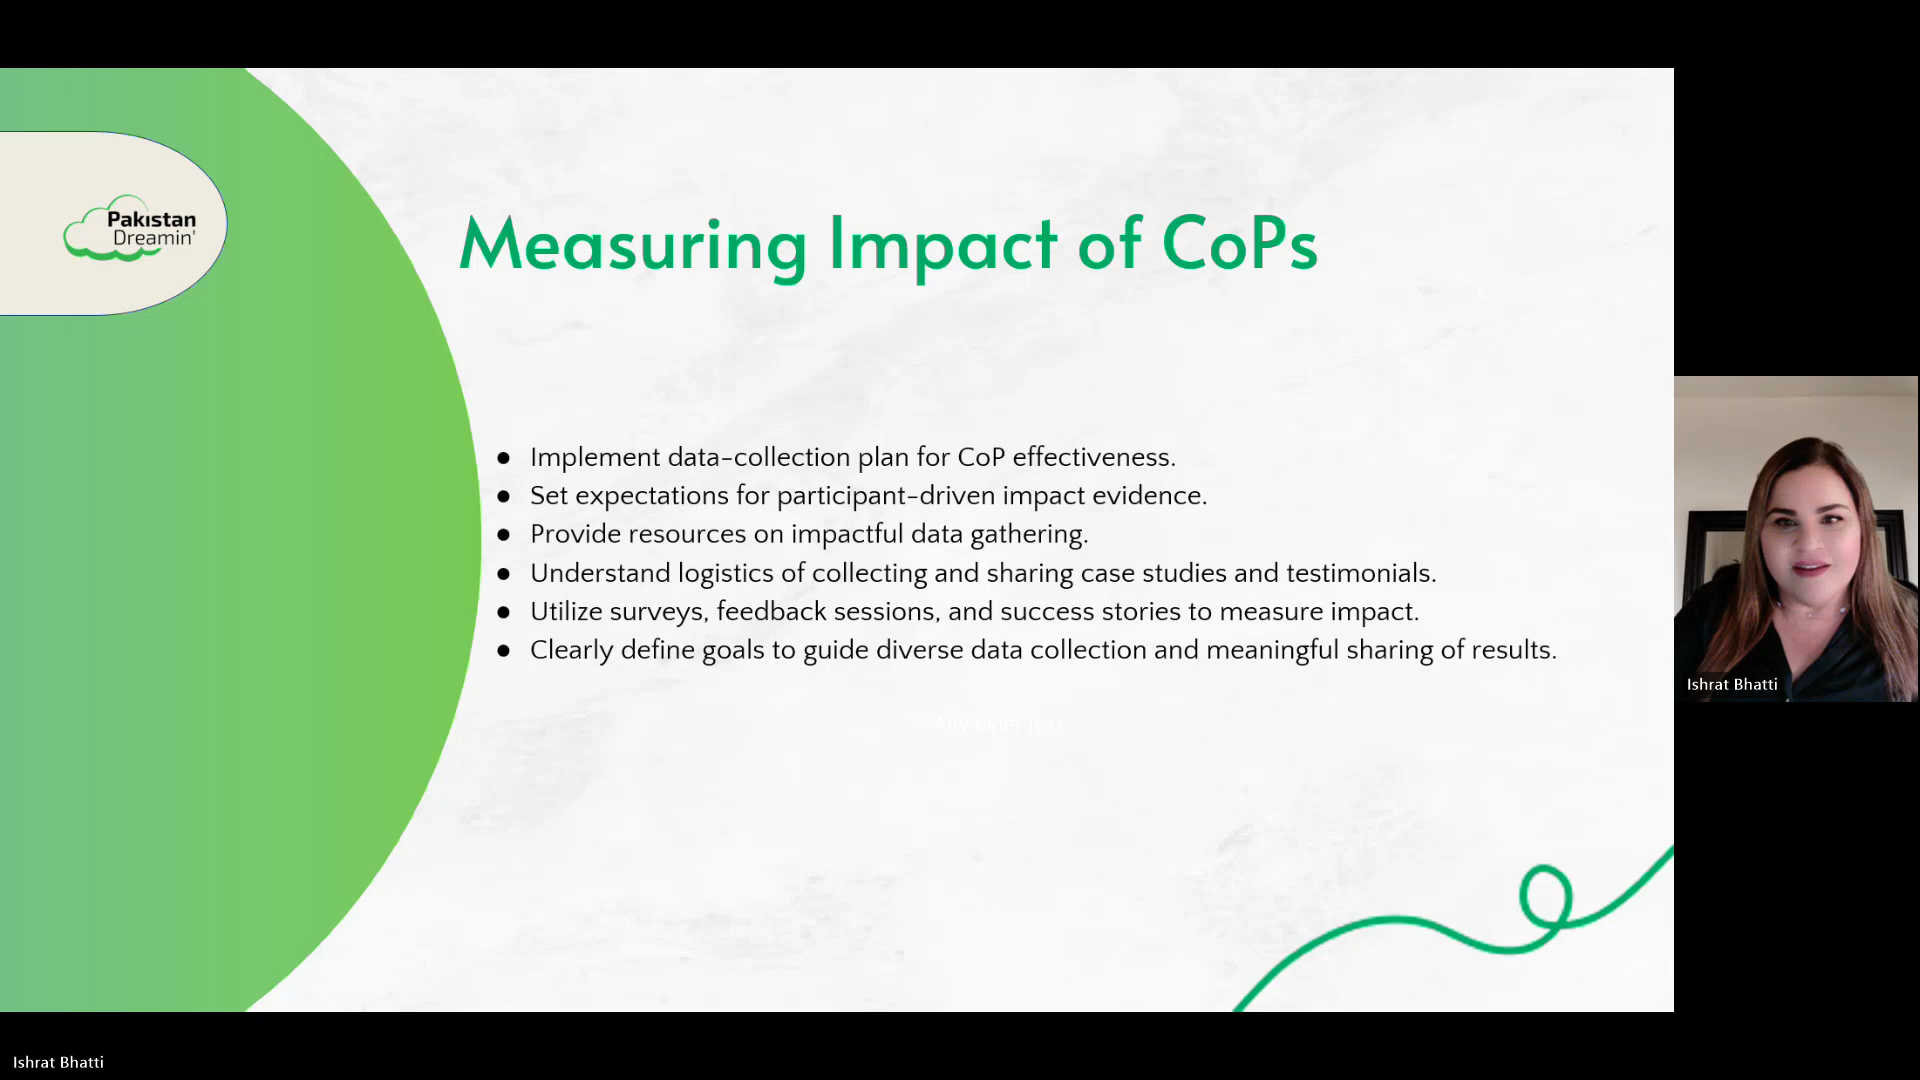 Pakistan
Dreamin'
Measuring Impact of CoPs
● Implement data-collection plan for CoP effectiveness.
● Set expectations for participant-driven impact evidence.
● Provide resources on impactful data gathering.
● Understand logistics of collecting and sharing case studies and testimonials.
● Utilize surveys, feedback sessions, and success stories to measure impact.
● Clearly define goals to guide diverse data collection and meaningful sharing of results.
Any other text
Ishrat Bhatti
Ishrat Bhatti